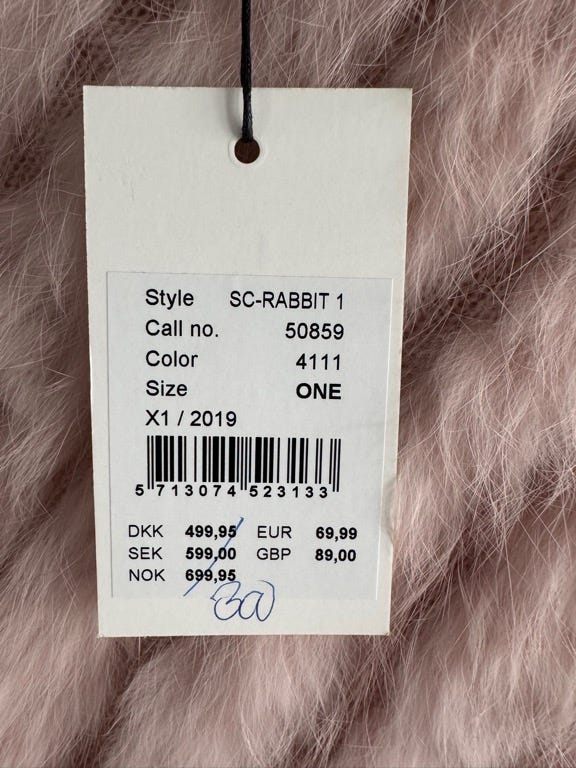 Style SC-RABBIT 1
Call no. 50859
Color 4111
Size ONE
X1 / 2019
5 713074 523133
DKK 499,95 EUR 69,99
SEK 599,00 GBP 89,00
NOK 699,95
300